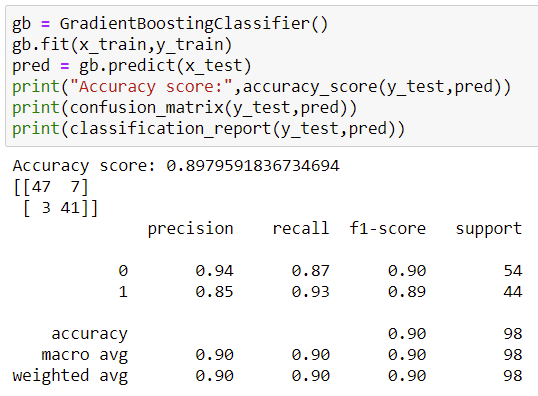 gb = GradientBoostingClassifier()
gb.fit(x_train,y_train)
pred = gb.predict(x_test)
print("Accuracy score:",accuracy_score(y_test,pred))
print(confusion_matrix(y_test,pred))
print(classification_report(y_test,pred))
Accuracy score: 0.8979591836734694
[[47  7]
 [ 3 41]]
              precision    recall  f1-score   support

           0       0.94      0.87      0.90        54
           1       0.85      0.93      0.89        44

    accuracy                           0.90        98
   macro avg       0.90      0.90      0.90        98
weighted avg       0.90      0.90      0.90        98